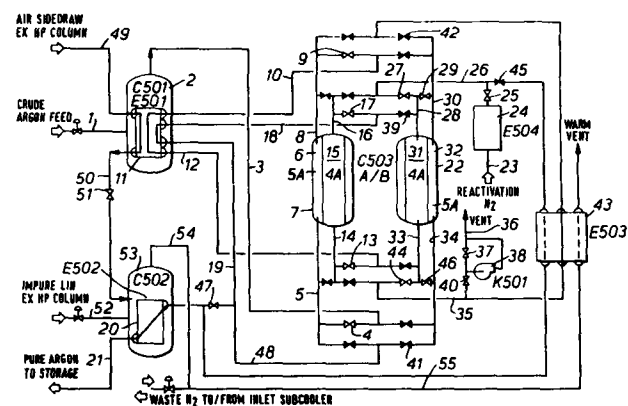 AIR SIDEDRAW
EX HP COLUMN
49
9
42
10
27
29
26
45
2
C501
E501
CRUDE
ARGON FEED
1
17
18
16
39
30
28
25
24
E504
WARM
VENT
50
51
11
12
3
8
6
5A
7
15
4A
C503
A/B
31
4A
32
22
5A
23
REACTIVATION
N2
VENT
36
43
E503
54
53
19
14
13
33
34
37
38
K501
44
46
40
E502
C502
47
5
35
IMPURE LIN
EX HP COLUMN
52
20
21
4
48
41
PURE ARGON
TO STORAGE
55
WASTE N2 TO/FROM INLET SUBCOOLER